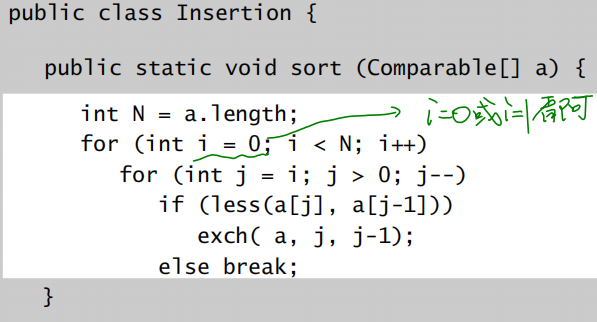 public class Insertion {
public static void sort (Comparable[] a) {
int N = a.length;
i=0或i=1都可
for (int i = 0; i < N; i++)
for (int j = i; j > 0; j--)
if (less(a[j], a[j-1]))
exch( a, j, j-1);
else break;
}